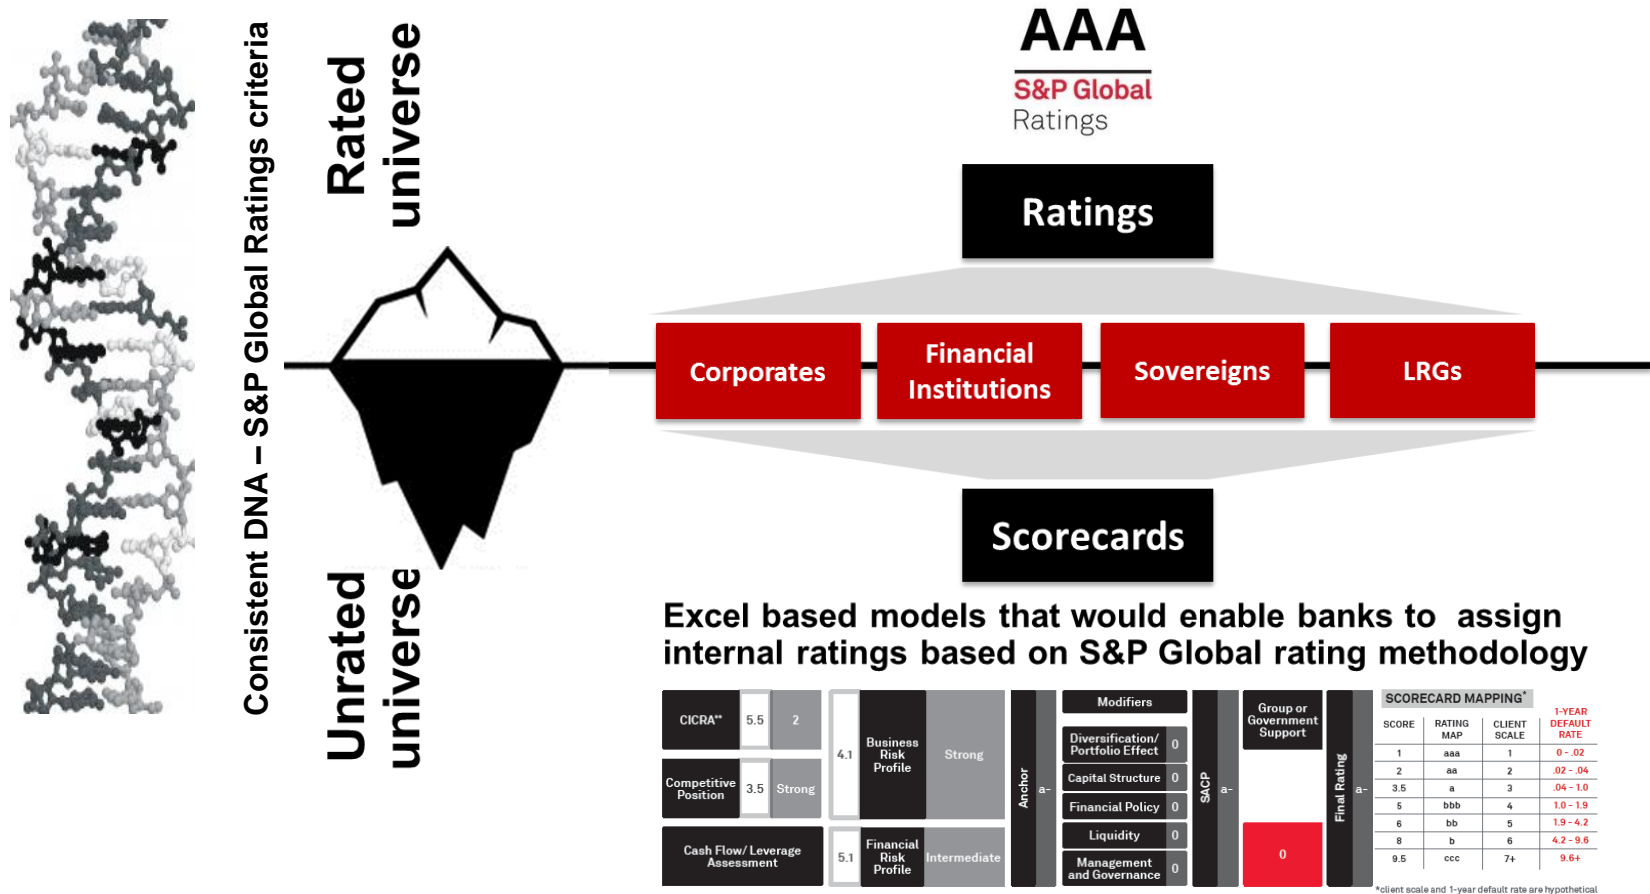 Consistent DNA – S&P Global Ratings criteria
Rated
universe
Unrated
universe
AAA
S&P Global
Ratings
Ratings
Corporates
Financial
Institutions
Sovereigns
LRGs
Scorecards
Excel based models that would enable banks to assign
internal ratings based on S&P Global rating methodology
CICRA**
5.5
2
Competitive
Position
3.5
Strong
Cash Flow/ Leverage
Assessment
4.1
Business
Risk
Profile
Strong
5.1
Financial
Risk
Profile
Intermediate
Anchor
a-
Modifiers
Diversification/
Portfolio Effect
0
Capital Structure
0
Financial Policy
0
Liquidity
0
Management
and Governance
0
SACP
a-
Group or
Government
Support
0
Final Rating
a-
SCORECARD MAPPING*
SCORE
RATING
MAP
CLIENT
SCALE
1-YEAR
DEFAULT
RATE
1 aaa 1 0 - .02
2 aa 2 .02 - .04
3.5 a 3 .04 - 1.0
5 bbb 4 1.0 - 1.9
6 bb 5 1.9 - 4.2
8 b 6 4.2 - 9.6
9.5 ccc 7+ 9.6+
*client scale and 1-year default rate are hypothetical